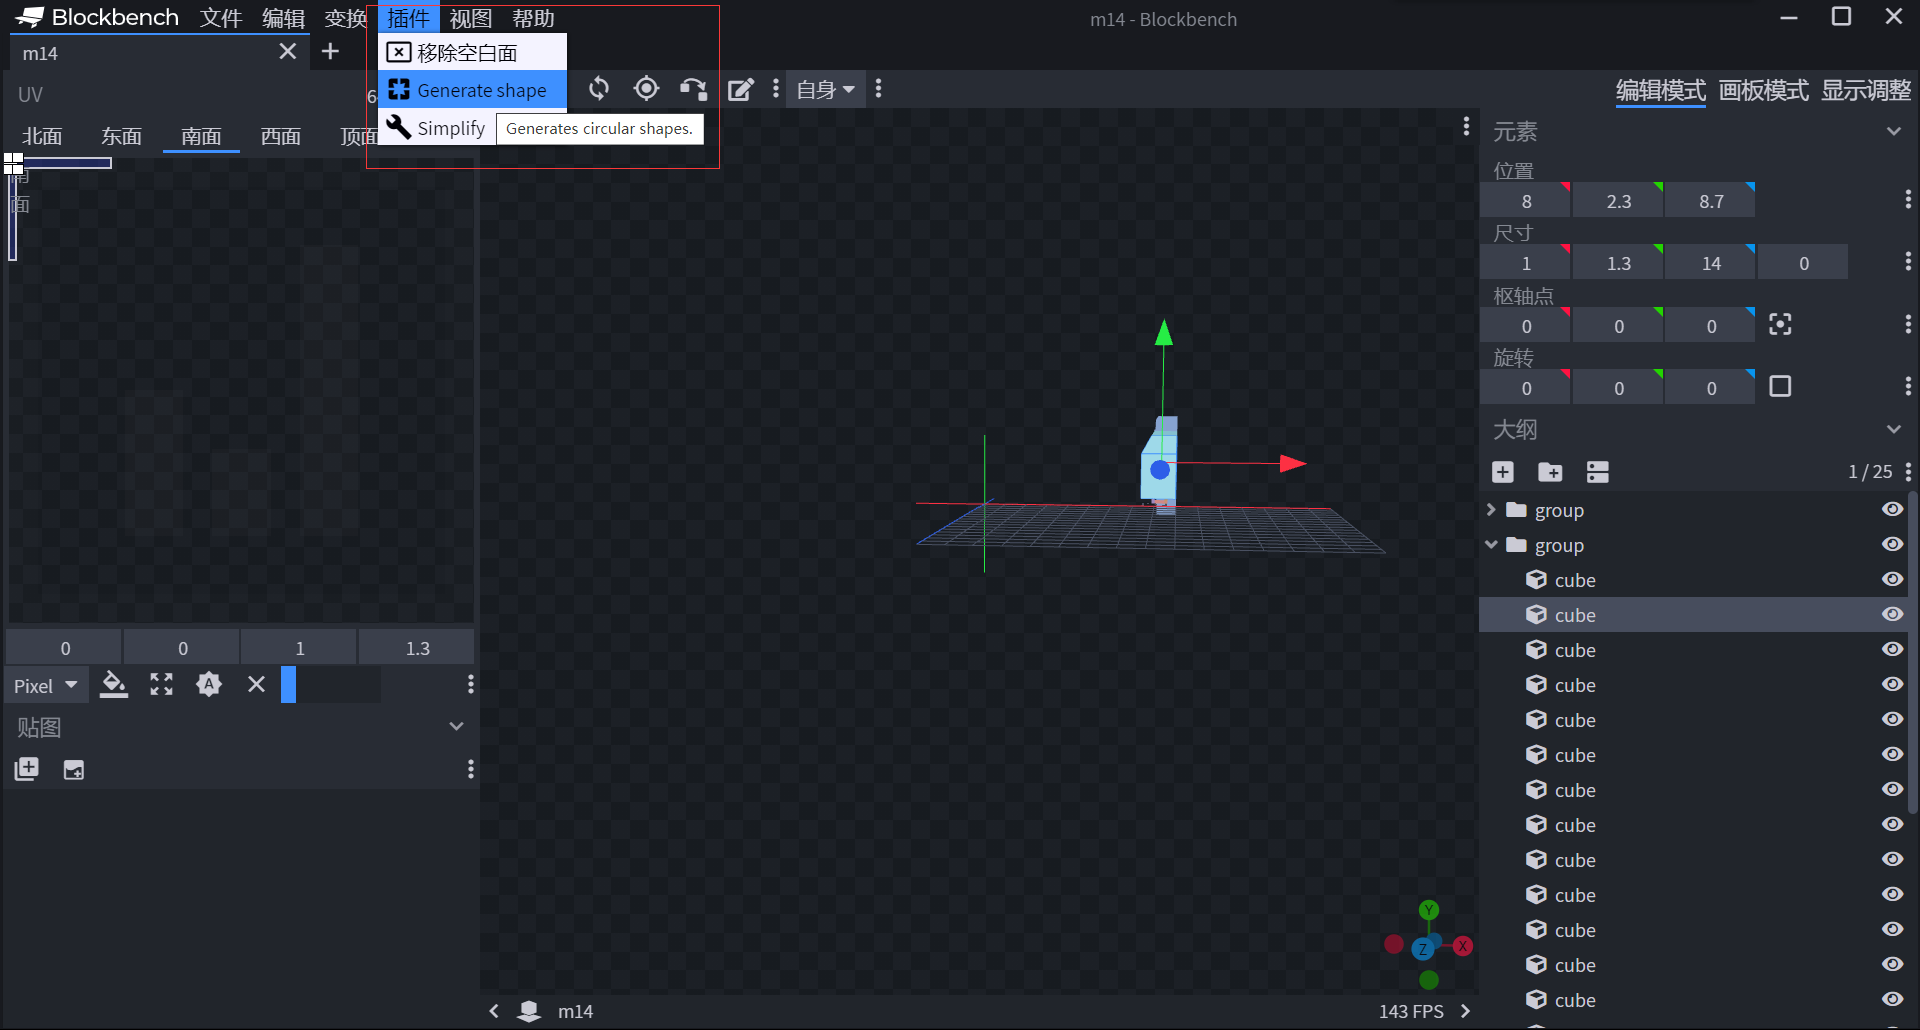 Blockbench 文件 编辑 变换 插件 视图 帮助 m14 - Blockbench
m14
移除空白面
Generate shape
Simplify
Generates circular shapes.
UV 6
自身
编辑模式 画板模式 显示调整
北面 东面 南面 西面 顶面
南
面
元素
位置
8 2.3 8.7
尺寸
1 1.3 14 0
枢轴点
0 0 0
旋转
0 0 0
大纲
1 / 25
group
group
cube
cube
cube
cube
cube
cube
cube
cube
cube
cube
cube
cube
cube
0 0 1 1.3
Pixel
A
贴图
Y
Z X
m14 143 FPS